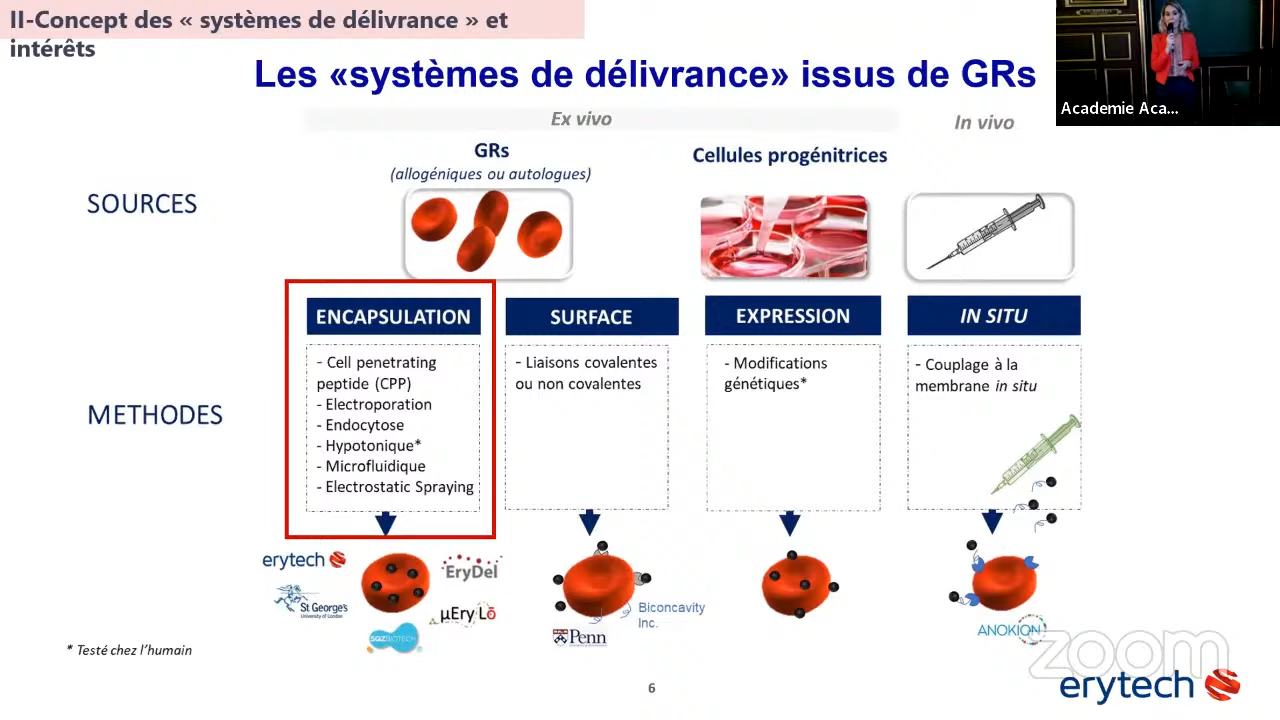 II-Concept des « systèmes de délivrance » et
intérêts
Les «systèmes de délivrance» issus de GRs
Academie Aca...
Ex vivo
In vivo
GRs
(allogéniques ou autologues)
Cellules progénitrices
SOURCES
ENCAPSULATION
SURFACE
EXPRESSION
IN SITU
METHODES
- Cell penetrating
peptide (CPP)
- Electroporation
- Endocytose
- Hypotonique*
- Microfluidique
- Electrostatic Spraying
- Liaisons covalentes
ou non covalentes
- Modifications
génétiques*
- Couplage à la
membrane in situ
erytech
EryDel
St George's
University of London
µEryLō
SQZBIOTECH
Biconcavity
Inc.
Penn
ANOKION
* Testé chez l'humain
zoom
6
erytech